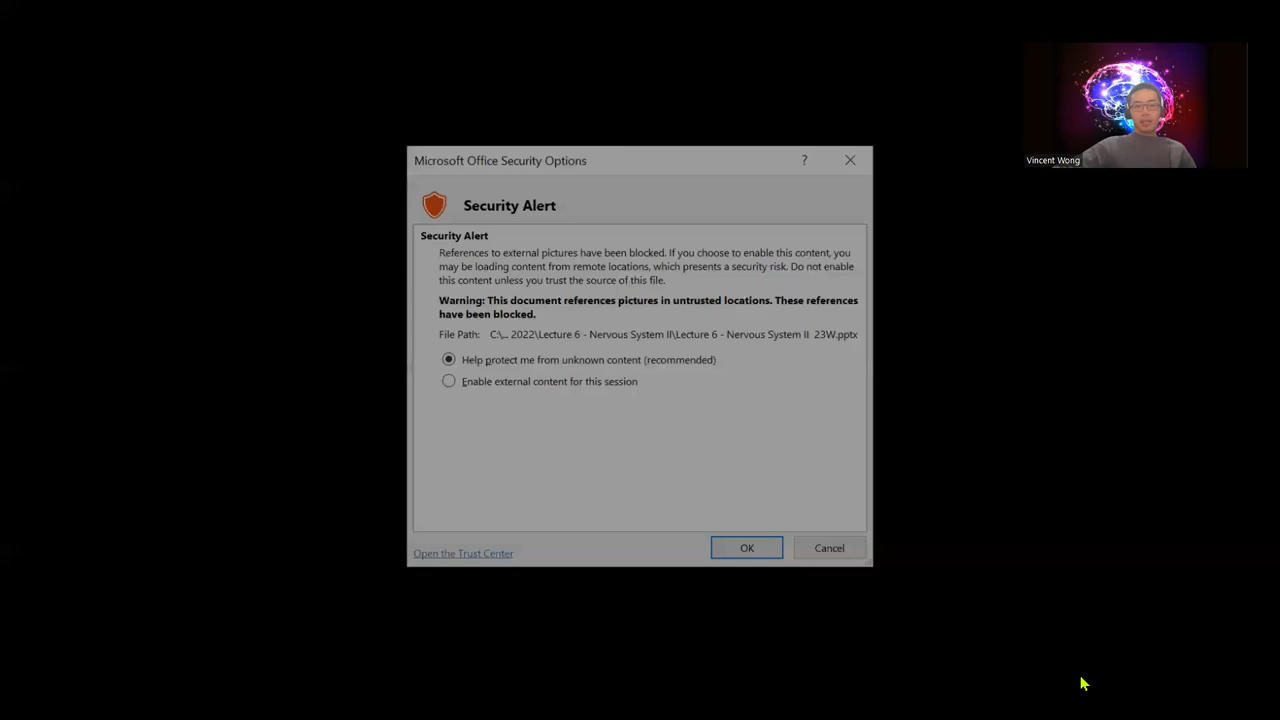 Microsoft Office Security Options
?
Vincent Wong
Security Alert
Security Alert
References to external pictures have been blocked. If you choose to enable this content, you
may be loading content from remote locations, which presents a security risk. Do not enable
this content unless you trust the source of this file.
Warning: This document references pictures in untrusted locations. These references
have been blocked.
File Path: C:\... 2022\Lecture 6 - Nervous System II\Lecture 6 - Nervous System II 23W.pptx
Help protect me from unknown content (recommended)
Enable external content for this session
Open the Trust Center
OK
Cancel